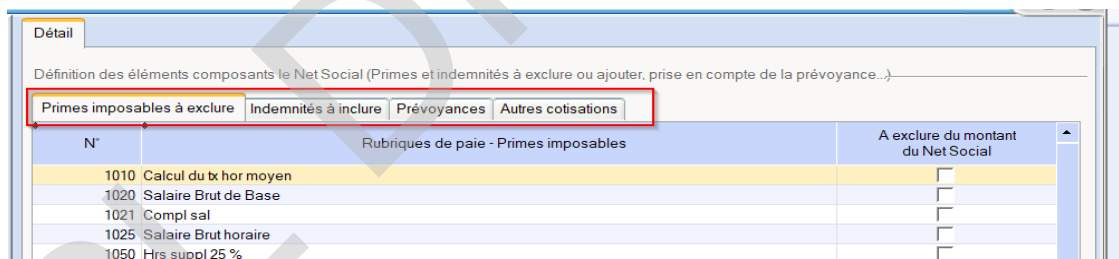 Détail
Définition des éléments composants le Net Social (Primes et indemnités à exclure ou ajouter, prise en compte de la prévoyance...)
Primes imposables à exclure Indemnités à inclure Prévoyances Autres cotisations
N° Rubriques de paie - Primes imposables A exclure du montant
du Net Social
1010 Calcul du tx hor moyen
1020 Salaire Brut de Base
1021 Compl sal
1025 Salaire Brut horaire
1050 Hrs suppl 25 %